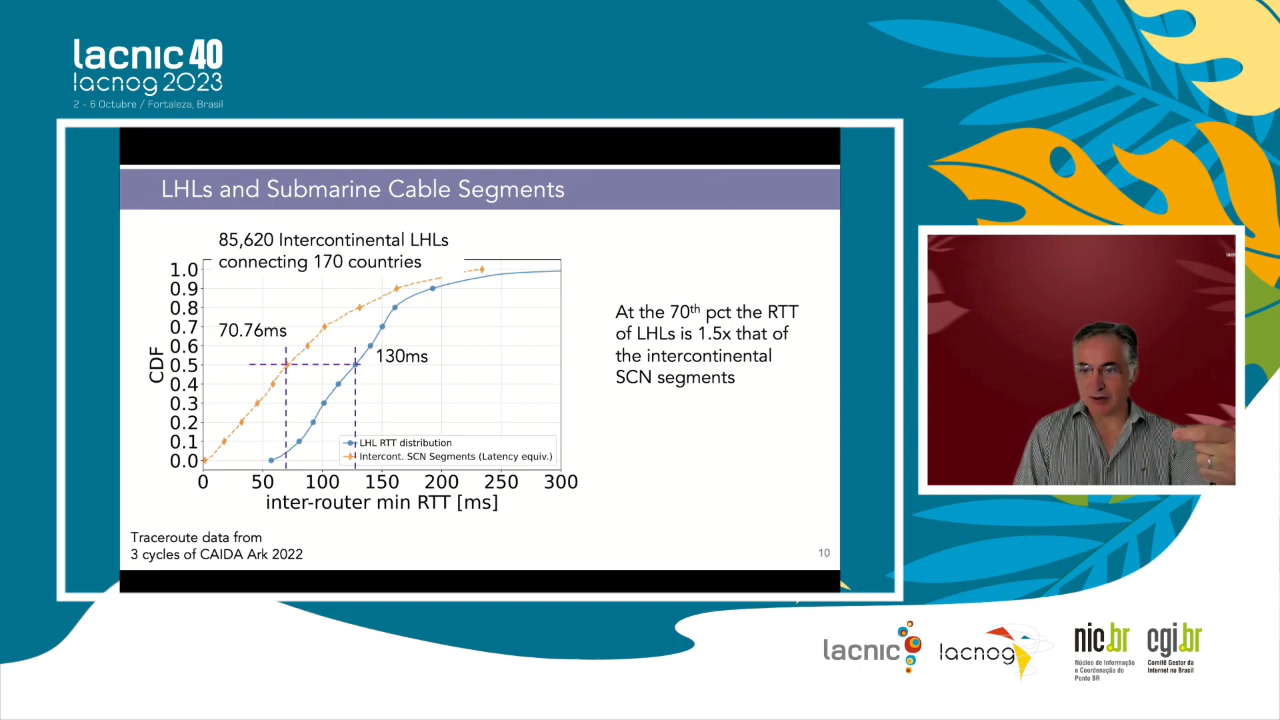 lacnic 40
lacnog 2023
2 - 6 Octubre / Fortaleza, Brasil
LHLs and Submarine Cable Segments
85,620 Intercontinental LHLs
connecting 170 countries
1.0
0.9
0.8
0.7
0.6
0.5
0.4
0.3
0.2
0.1
0.0
CDF
70.76ms
130ms
LHL RTT distribution
Intercont. SCN Segments (Latency equiv.)
0 50 100 150 200 250 300
inter-router min RTT [ms]
At the 70th pct the RTT
of LHLs is 1.5x that of
the intercontinental
SCN segments
Traceroute data from
3 cycles of CAIDA Ark 2022
10
lacnic
lacnog
nic.br
Núcleo de Informação
e Coordenação do
Ponto BR
cgi.br
Comitê Gestor da
Internet no Brasil